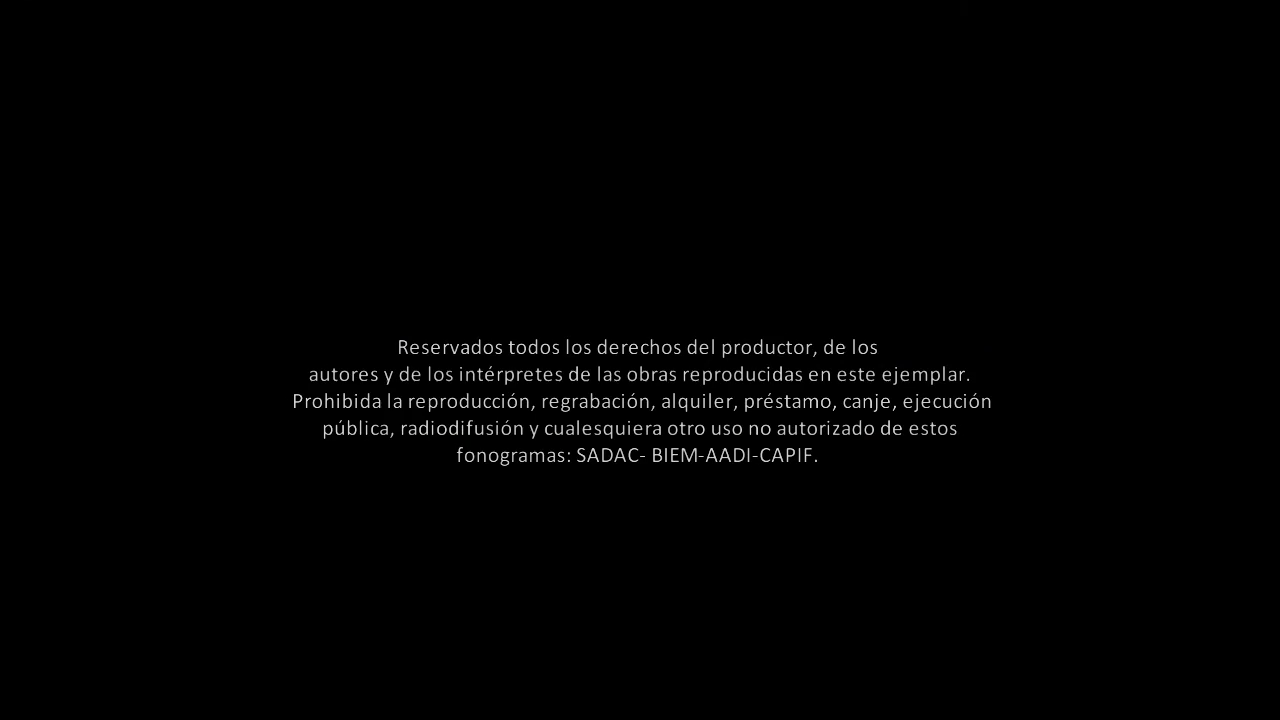 Reservados todos los derechos del productor, de los
autores y de los intérpretes de las obras reproducidas en este ejemplar.
Prohibida la reproducción, regrabación, alquiler, préstamo, canje, ejecución
pública, radiodifusión y cualesquiera otro uso no autorizado de estos
fonogramas: SADAC- BIEM-AADI-CAPIF.